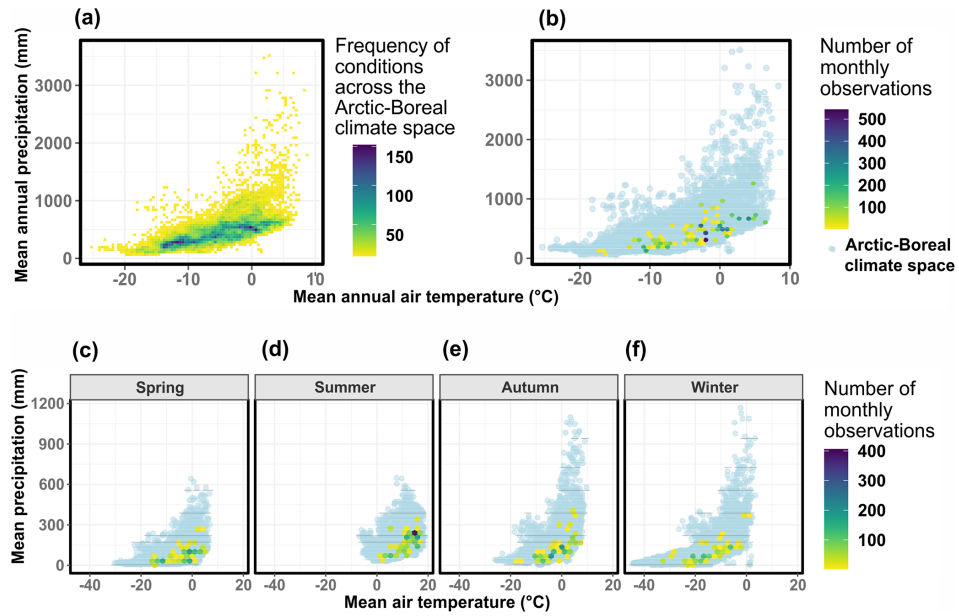 (a)
(b)
Mean annual precipitation (mm)
3000
2000
1000
0
-20
-10
0
10
Frequency of
conditions
across the
Arctic-Boreal
climate space
150
100
50
3000
2000
1000
0
-20
-10
0
10
Number of
monthly
observations
500
400
300
200
100
Arctic-Boreal
climate space
Mean annual air temperature (°C)
(c)
(d)
(e)
(f)
Spring
Summer
Autumn
Winter
Mean precipitation (mm)
1200
900
600
300
0
-40
-20
0
20
-40
-20
0
20
-40
-20
0
20
-40
-20
0
20
Mean air temperature (°C)
Number of
monthly
observations
400
300
200
100